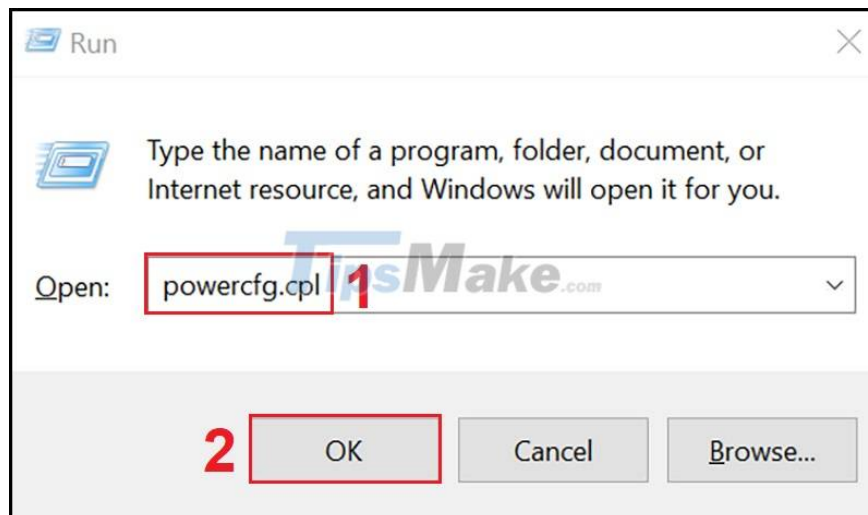 Run
Type the name of a program, folder, document, or
Internet resource, and Windows will open it for you.
TipsMake.com
Open: powercfg.cpl 1
2 OK Cancel Browse...